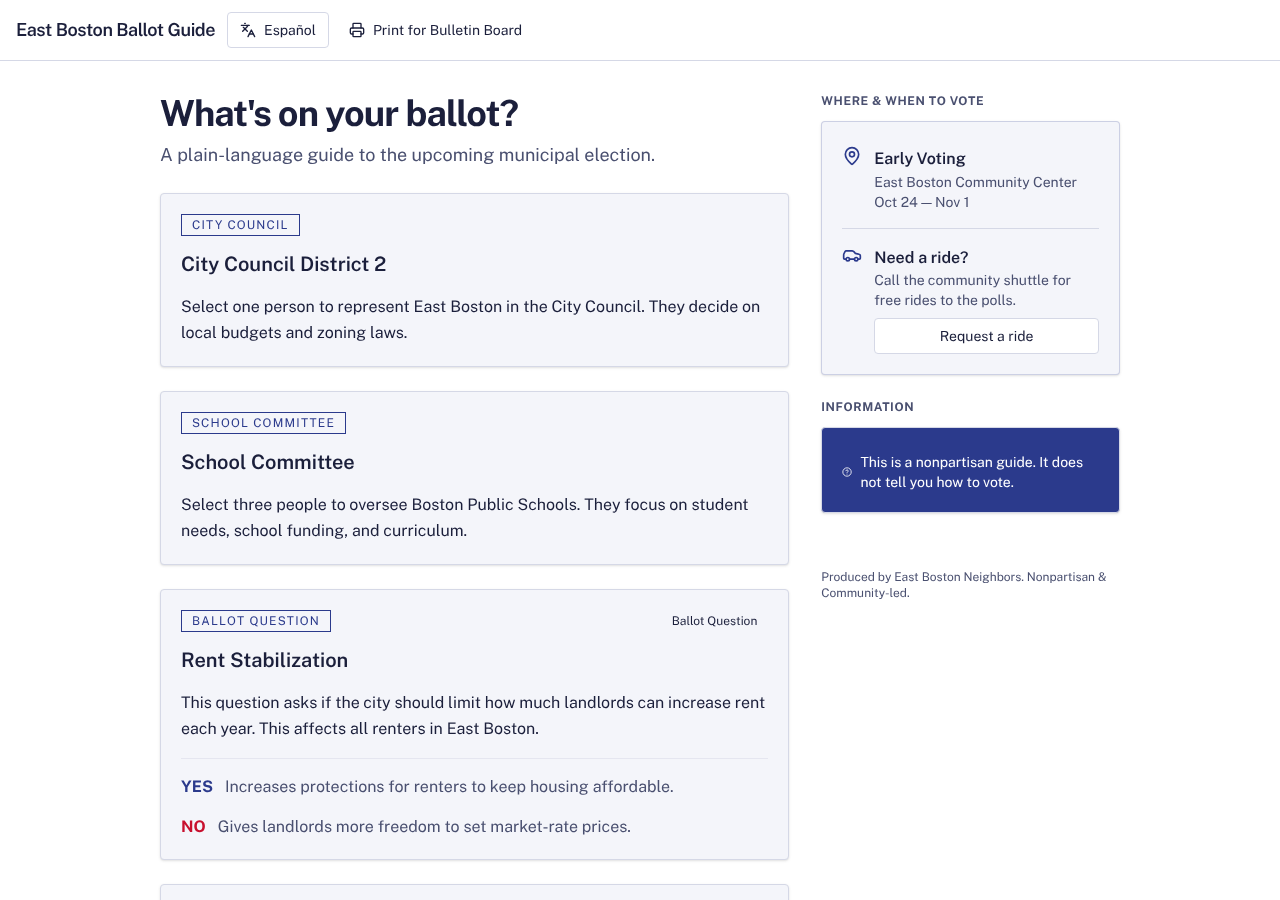 East Boston Ballot Guide
Español
Print for Bulletin Board
What's on your ballot?
A plain-language guide to the upcoming municipal election.
CITY COUNCIL
City Council District 2
Select one person to represent East Boston in the City Council. They decide on
local budgets and zoning laws.
SCHOOL COMMITTEE
School Committee
Select three people to oversee Boston Public Schools. They focus on student
needs, school funding, and curriculum.
BALLOT QUESTION
Ballot Question
Rent Stabilization
This question asks if the city should limit how much landlords can increase rent
each year. This affects all renters in East Boston.
YES Increases protections for renters to keep housing affordable.
NO Gives landlords more freedom to set market-rate prices.
WHERE & WHEN TO VOTE
Early Voting
East Boston Community Center
Oct 24 — Nov 1
Need a ride?
Call the community shuttle for
free rides to the polls.
Request a ride
INFORMATION
This is a nonpartisan guide. It does
not tell you how to vote.
Produced by East Boston Neighbors. Nonpartisan &
Community-led.